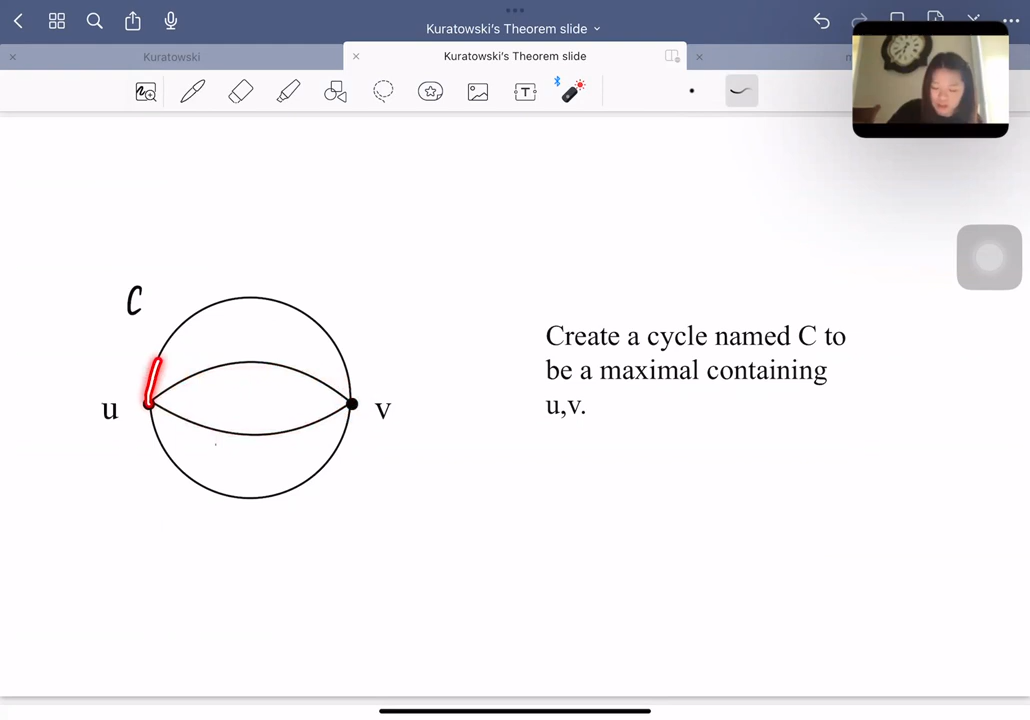 Kuratowski's Theorem slide
Kuratowski
Kuratowski's Theorem slide
T
C
u
v
Create a cycle named C to
be a maximal containing
u,v.